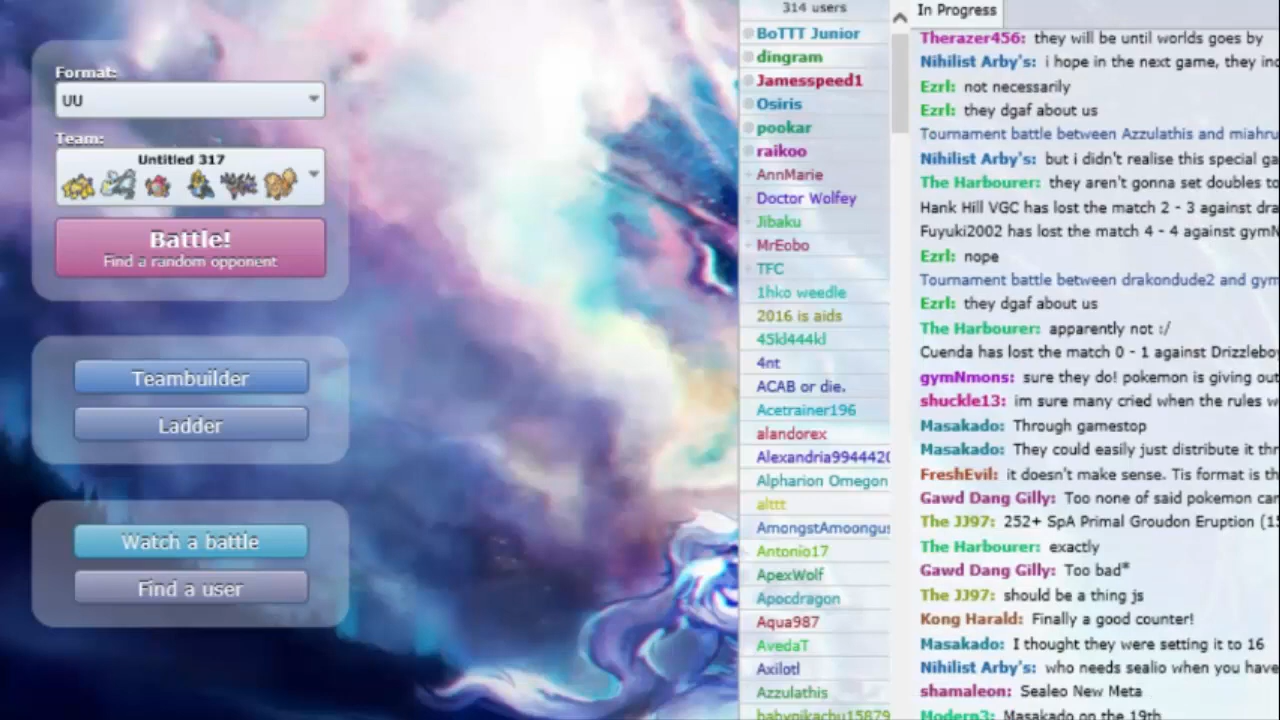 Format:
UU
Team:
Untitled 317
Battle!
Find a random opponent
Teambuilder
Ladder
Watch a battle
Find a user
314 users
BoTTT Junior
dingram
Jamesspeed1
Osiris
pookar
raikoo
AnnMarie
Doctor Wolfey
Jibaku
MrEobo
TFC
1hko weedle
2016 is aids
45kl444kl
4nt
ACAB or die.
Acetrainer196
alandorex
Alexandria9944420
Alpharion Omegon
alttt
AmongstAmoongus
Antonio17
ApexWolf
Apocdragon
Aqua987
AvedaT
Axilotl
Azzulathis
babypikachu15879
In Progress
Therazer456: they will be until worlds goes by
Nihilist Arby's: i hope in the next game, they inc
Ezrl: not necessarily
Ezrl: they dgaf about us
Tournament battle between Azzulathis and miahru
Nihilist Arby's: but i didn't realise this special ga
The Harbourer: they aren't gonna set doubles to
Hank Hill VGC has lost the match 2 - 3 against dra
Fuyuki2002 has lost the match 4 - 4 against gymN
Ezrl: nope
Tournament battle between drakondude2 and gym
Ezrl: they dgaf about us
The Harbourer: apparently not :/
Cuenda has lost the match 0 - 1 against Drizzlebo
gymNmons: sure they do! pokemon is giving out
shuckle13: im sure many cried when the rules w
Masakado: Through gamestop
Masakado: They could easily just distribute it thr
FreshEvil: it doesn't make sense. Tis format is th
Gawd Dang Gilly: Too none of said pokemon can
The JJ97: 252+ SpA Primal Groudon Eruption (1
The Harbourer: exactly
Gawd Dang Gilly: Too bad*
The JJ97: should be a thing js
Kong Harald: Finally a good counter!
Masakado: I thought they were setting it to 16
Nihilist Arby's: who needs sealio when you have
shamaleon: Sealeo New Meta
Modern3: Masakado on the 19th